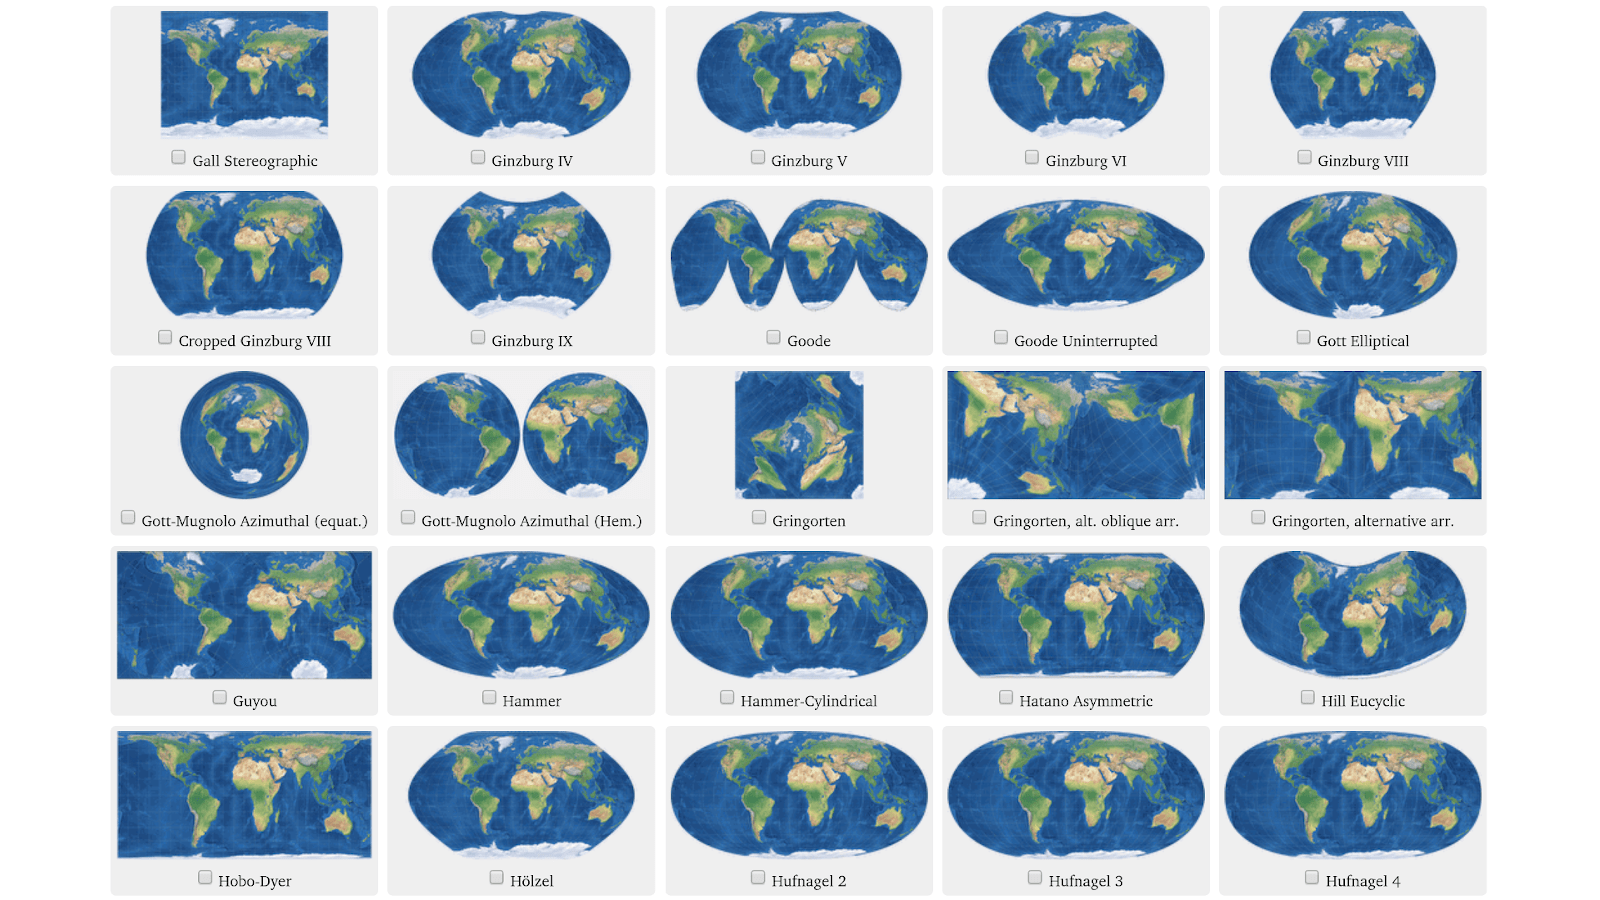 Gall Stereographic
Ginzburg IV
Ginzburg V
Ginzburg VI
Ginzburg VIII
Cropped Ginzburg VIII
Ginzburg IX
Goode
Goode Uninterrupted
Gott Elliptical
Gott-Mugnolo Azimuthal (equat.)
Gott-Mugnolo Azimuthal (Hem.)
Gringorten
Gringorten, alt. oblique arr.
Gringorten, alternative arr.
Guyou
Hammer
Hammer-Cylindrical
Hatano Asymmetric
Hill Eucyclic
Hobo-Dyer
Hölzel
Hufnagel 2
Hufnagel 3
Hufnagel 4